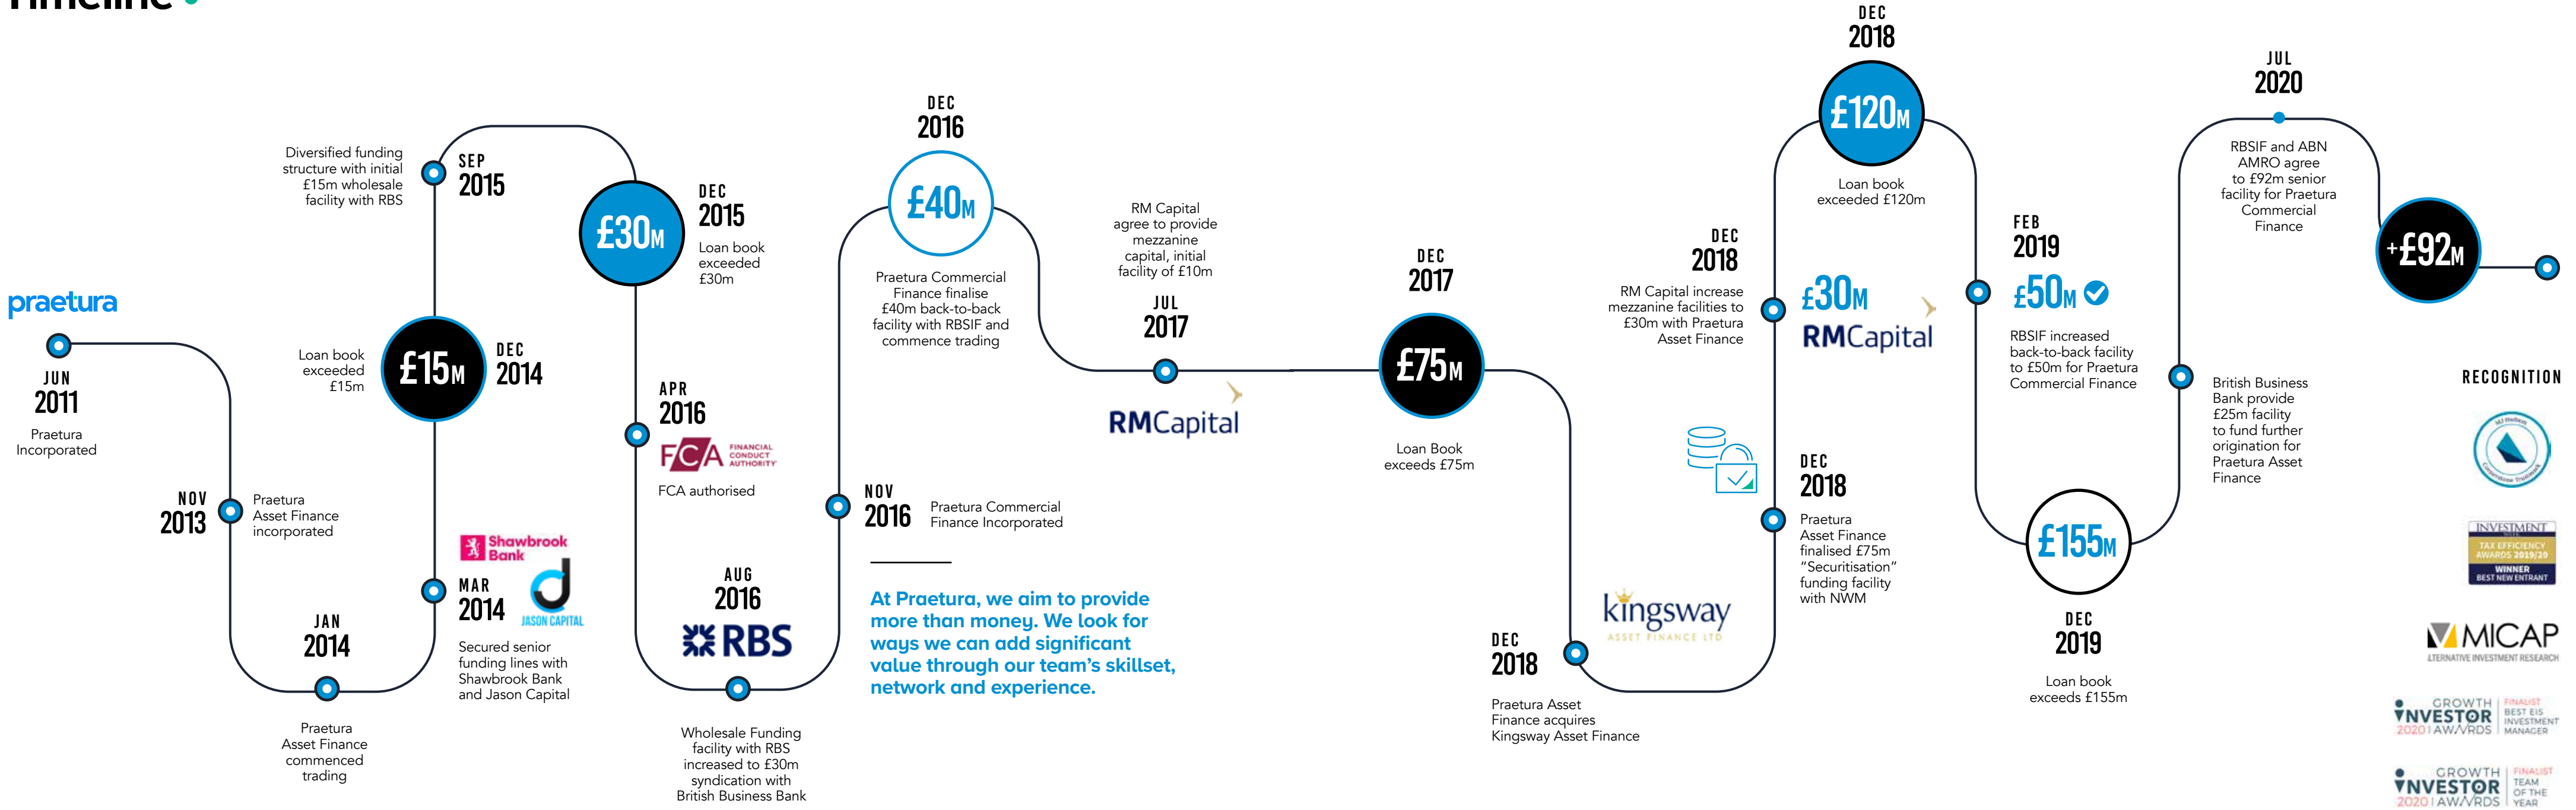 Timeline
praetura
JUN
2011
Praetura
Incorporated
NOV
2013
Praetura
Asset Finance
incorporated
JAN
2014
Praetura
Asset Finance
commenced
trading
Shawbrook
Bank
JASON CAPITAL
MAR
2014
Secured senior
funding lines with
Shawbrook Bank
and Jason Capital
Loan book
exceeded
£15m
£15M
DEC
2014
Diversified funding
structure with initial
£15m wholesale
facility with RBS
SEP
2015
£30M
DEC
2015
Loan book
exceeded
£30m
APR
2016
FCA
FINANCIAL
CONDUCT
AUTHORITY
FCA authorised
AUG
2016
RBS
Wholesale Funding
facility with RBS
increased to £30m
syndication with
British Business Bank
NOV
2016
Praetura Commercial
Finance Incorporated
At Praetura, we aim to provide
more than money. We look for
ways we can add significant
value through our team’s skillset,
network and experience.
DEC
2016
£40M
Praetura Commercial
Finance finalise
£40m back-to-back
facility with RBSIF and
commence trading
RM Capital
agree to provide
mezzanine
capital, initial
facility of £10m
JUL
2017
RMCapital
DEC
2017
£75M
Loan Book
exceeds £75m
DEC
2018
kingsway
ASSET FINANCE LTD
Praetura Asset
Finance acquires
Kingsway Asset Finance
DEC
2018
Praetura
Asset Finance
finalised £75m
“Securitisation”
funding facility
with NWM
DEC
2018
RM Capital increase
mezzanine facilities to
£30m with Praetura
Asset Finance
£30M
RMCapital
DEC
2018
£120M
Loan book
exceeded £120m
FEB
2019
£50M
RBSIF increased
back-to-back facility
to £50m for Praetura
Commercial Finance
£155M
DEC
2019
Loan book
exceeds £155m
British Business
Bank provide
£25m facility
to fund further
origination for
Praetura Asset
Finance
JUL
2020
RBSIF and ABN
AMRO agree
to £92m senior
facility for Praetura
Commercial
Finance
+£92M
RECOGNITION
INVESTMENT
TAX EFFICIENCY
AWARDS 2019/20
WINNER
BEST NEW ENTRANT
MICAP
LTERNATIVE INVESTMENT RESEARCH
GROWTH
INVESTOR
2020 AWARDS
FINALIST
BEST EIS
INVESTMENT
MANAGER
GROWTH
INVESTOR
2020 AWARDS
FINALIST
TEAM
OF THE
YEAR